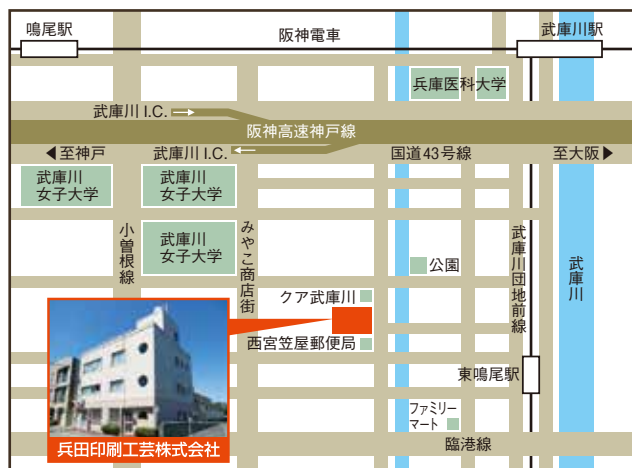 鳴尾駅
阪神電車
武庫川駅
兵庫医科大学
武庫川 I.C.
阪神高速神戸線
◀至神戸
武庫川 I.C.
国道43号線
至大阪▶
武庫川
女子大学
武庫川
女子大学
武庫川
女子大学
小曽根線
みやこ商店街
武庫川団地前線
武庫川
公園
クア武庫川
西宮笠屋郵便局
東鳴尾駅
ファミリー
マート
兵田印刷工芸株式会社
臨港線